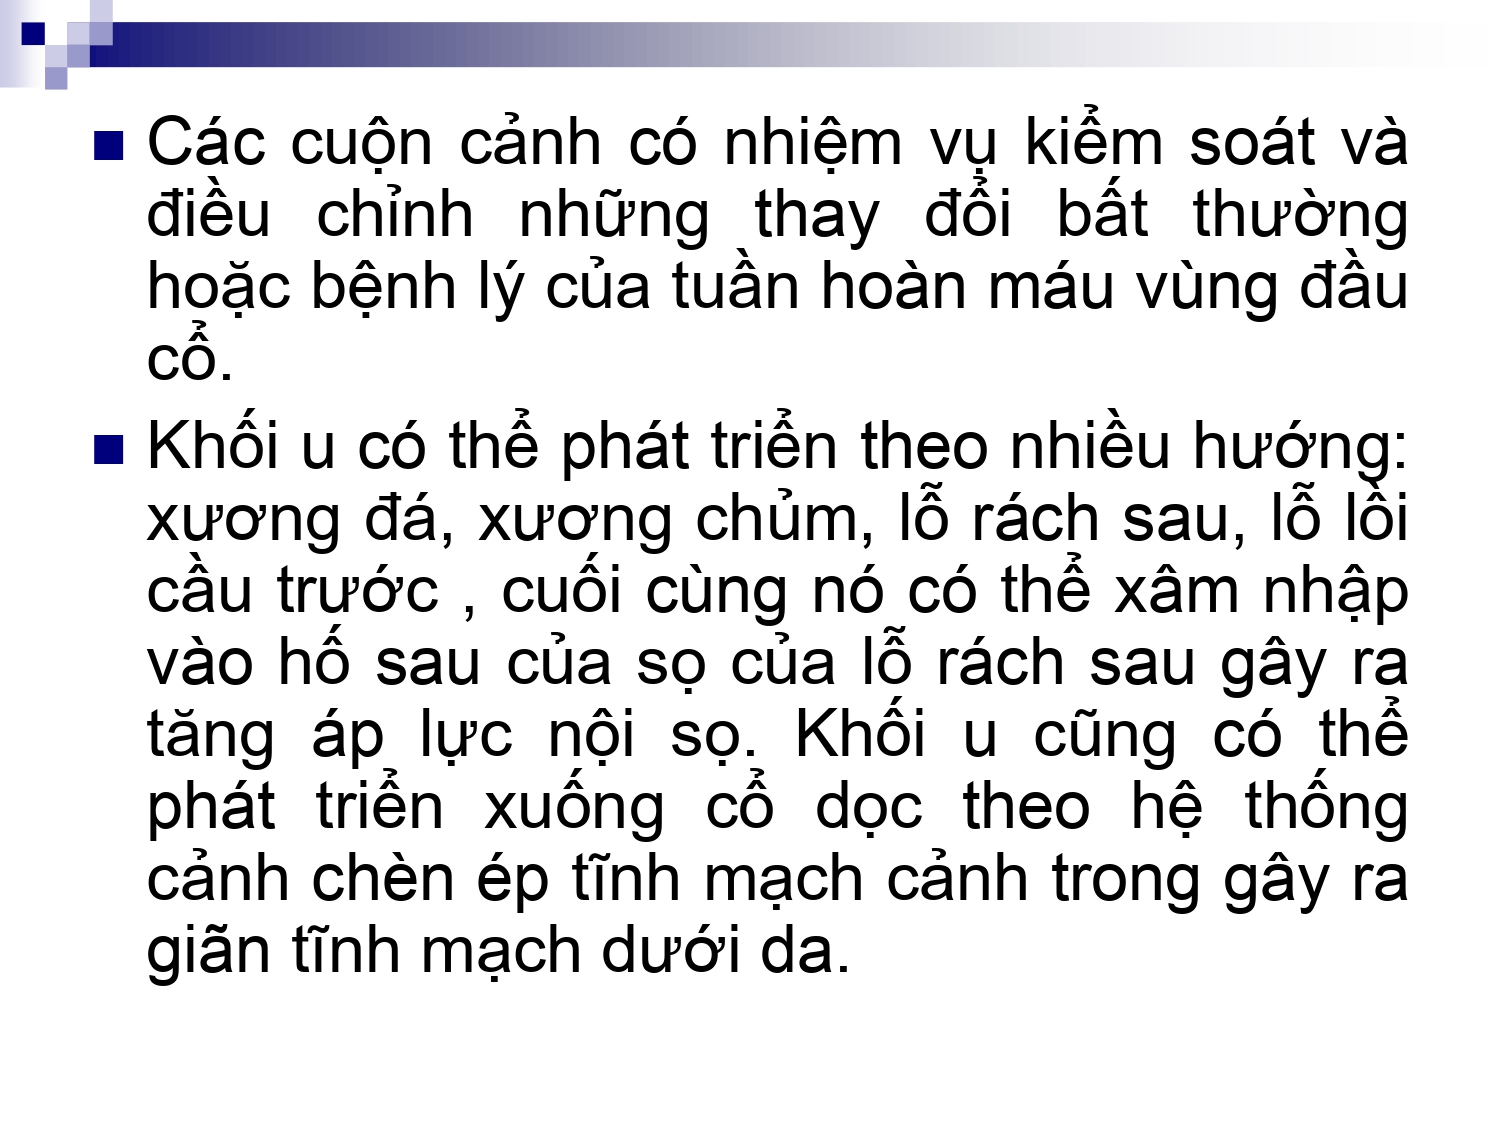 Các cuộn cảnh có nhiệm vụ kiểm soát và
điều chỉnh những thay đổi bất thường
hoặc bệnh lý của tuần hoàn máu vùng đầu
cổ.
Khối u có thể phát triển theo nhiều hướng:
xương đá, xương chủm, lỗ rách sau, lỗ lồi
cầu trước , cuối cùng nó có thể xâm nhập
vào hố sau của sọ của lỗ rách sau gây ra
tăng áp lực nội sọ. Khối u cũng có thể
phát triển xuống cổ dọc theo hệ thống
cảnh chèn ép tĩnh mạch cảnh trong gây ra
giãn tĩnh mạch dưới da.